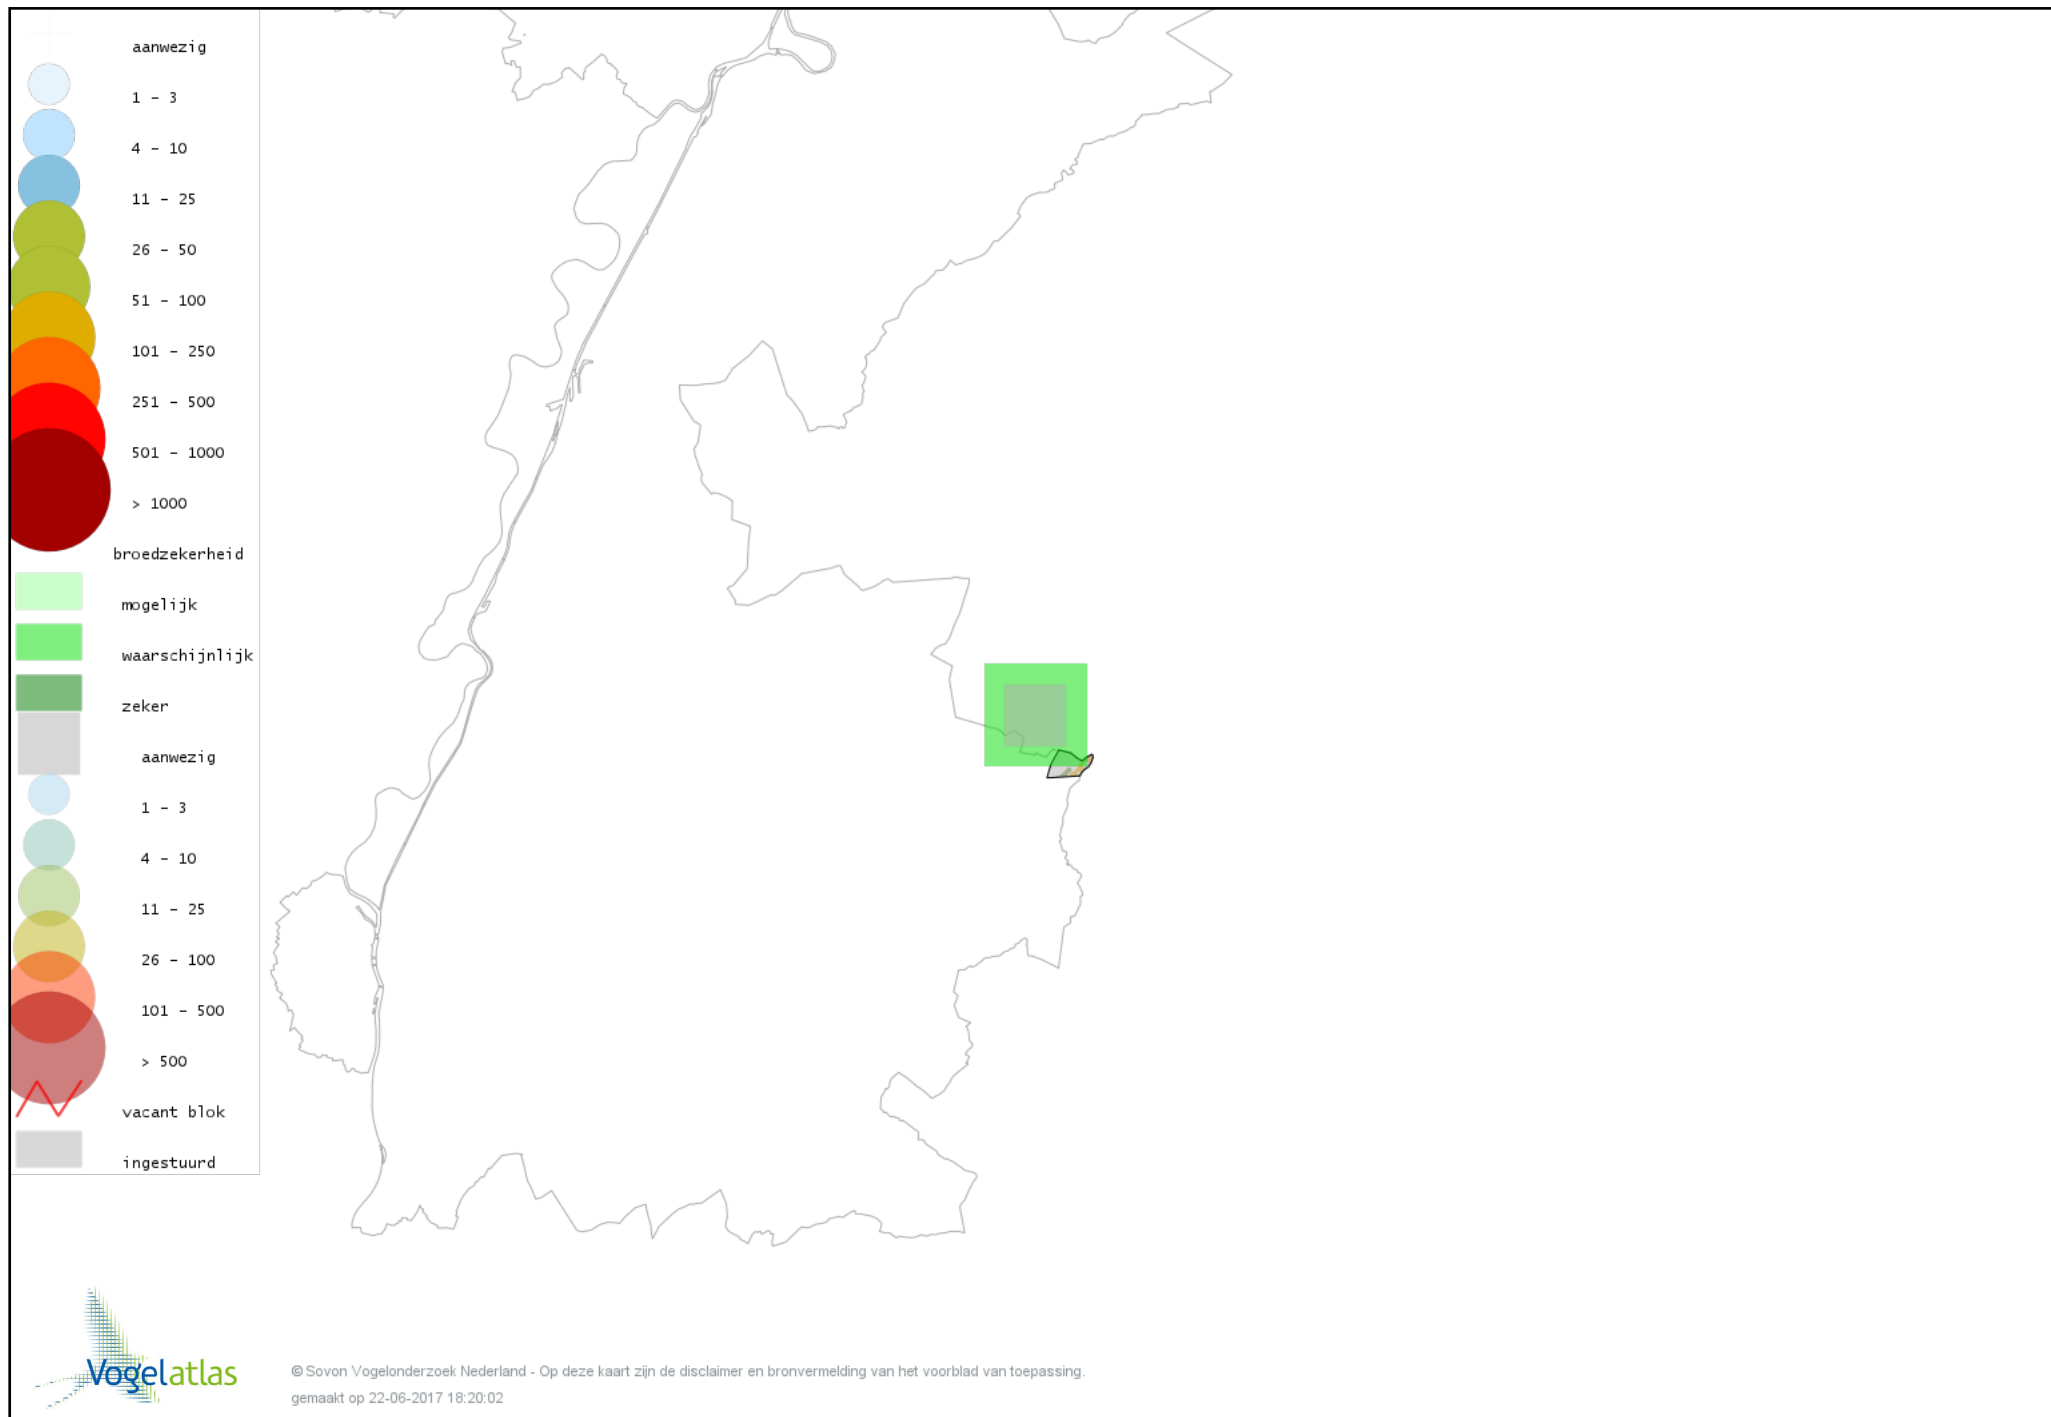 aanwezig
1 - 3
4 - 10
11 - 25
26 - 50
51 - 100
101 - 250
251 - 500
501 - 1000
> 1000
broedzekerheid
mogelijk
waarschijnlijk
zeker
aanwezig
1 - 3
4 - 10
11 - 25
26 - 100
101 - 500
> 500
vacant blok
ingestuurd
Vogelatlas
© Sovon Vogelonderzoek Nederland - Op deze kaart zijn de disclaimer en bronvermelding van het voorblad van toepassing.
gemaakt op 22-06-2017 18:20:02